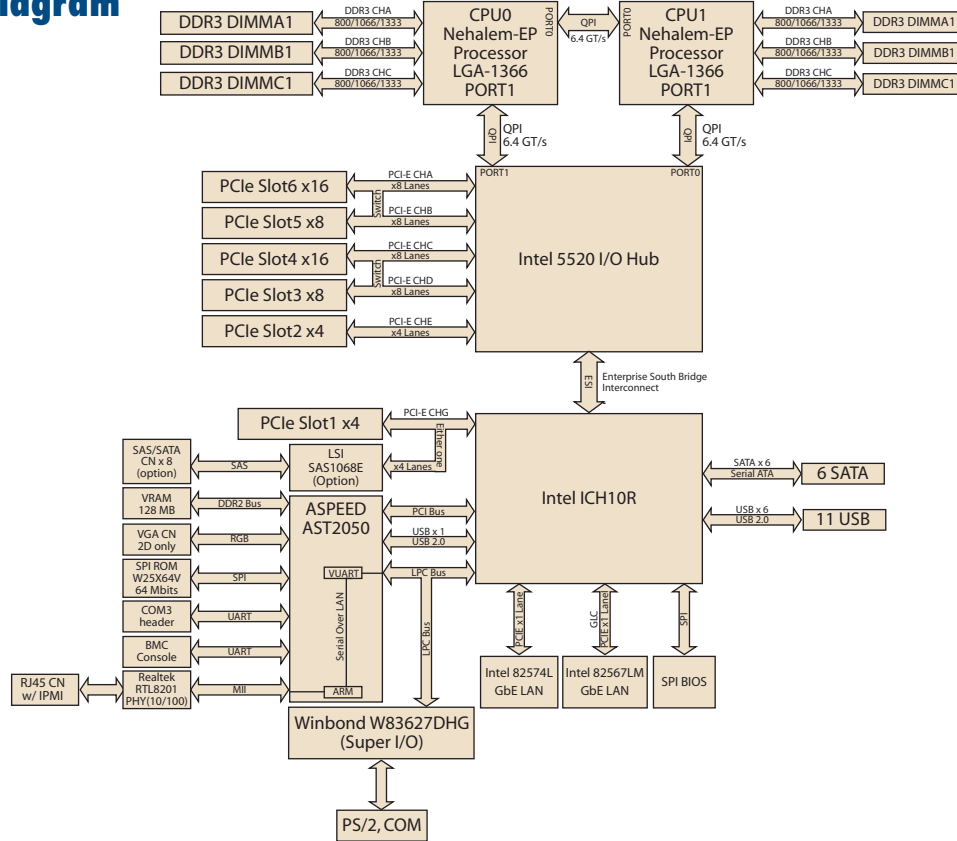 iagram
DDR3 DIMMA1
DDR3 CHA
800/1066/1333
DDR3 DIMMB1
DDR3 CHB
800/1066/1333
DDR3 DIMMC1
DDR3 CHC
800/1066/1333
CPU0
Nehalem-EP
Processor
LGA-1366
PORT1
PORT0
QPI
6.4 GT/s
PORT0
CPU1
Nehalem-EP
Processor
LGA-1366
PORT1
DDR3 CHA
800/1066/1333
DDR3 DIMMA1
DDR3 CHB
800/1066/1333
DDR3 DIMMB1
DDR3 CHC
800/1066/1333
DDR3 DIMMC1
QPI
QPI
6.4 GT/s
QPI
QPI
6.4 GT/s
PORT1
PORT0
Intel 5520 I/O Hub
PCIe Slot6 x16
PCI-E CHA
x8 Lanes
Switch
PCIe Slot5 x8
PCI-E CHB
x8 Lanes
PCIe Slot4 x16
PCI-E CHC
x8 Lanes
Switch
PCIe Slot3 x8
PCI-E CHD
x8 Lanes
PCIe Slot2 x4
PCI-E CHE
x4 Lanes
ESI
Enterprise South Bridge
Interconnect
PCIe Slot1 x4
PCI-E CHG
Either one
x4 Lanes
SAS/SATA
CN x 8
(option)
SAS
LSI
SAS1068E
(Option)
Intel ICH10R
SATA x 6
Serial ATA
6 SATA
USB x 6
USB 2.0
11 USB
VRAM
128 MB
DDR2 Bus
ASPEED
AST2050
PCI Bus
USB x 1
USB 2.0
VGA CN
2D only
RGB
SPI ROM
W25X64V
64 Mbits
SPI
VUART
LPC Bus
COM3
header
UART
Serial Over LAN
LPC Bus
BMC
Console
UART
RJ45 CN
w/ IPMI
Realtek
RTL8201
PHY(10/100)
MII
ARM
PCIE x1 Lane
GLC
PCIE x1 Lane
SPI
Intel 82574L
GbE LAN
Intel 82567LM
GbE LAN
SPI BIOS
Winbond W83627DHG
(Super I/O)
PS/2, COM